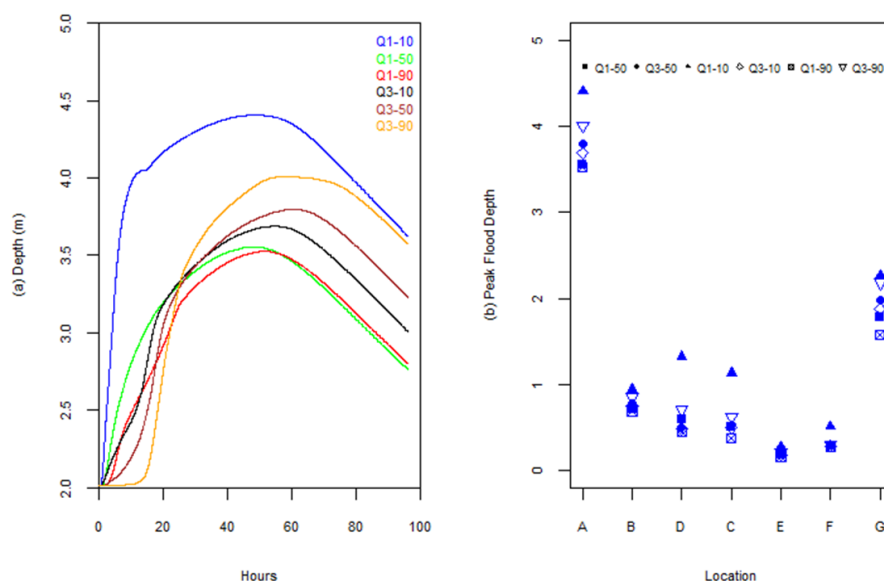 (a) Depth (m)
5.0
4.5
4.0
3.5
3.0
2.5
2.0
Q1-10
Q1-50
Q1-90
Q3-10
Q3-50
Q3-90
0 20 40 60 80 100
Hours
(b) Peak Flood Depth
5
4
3
2
1
0
Q1-50 Q3-50 Q1-10 Q3-10 Q1-90 Q3-90
A B D C E F G
Location